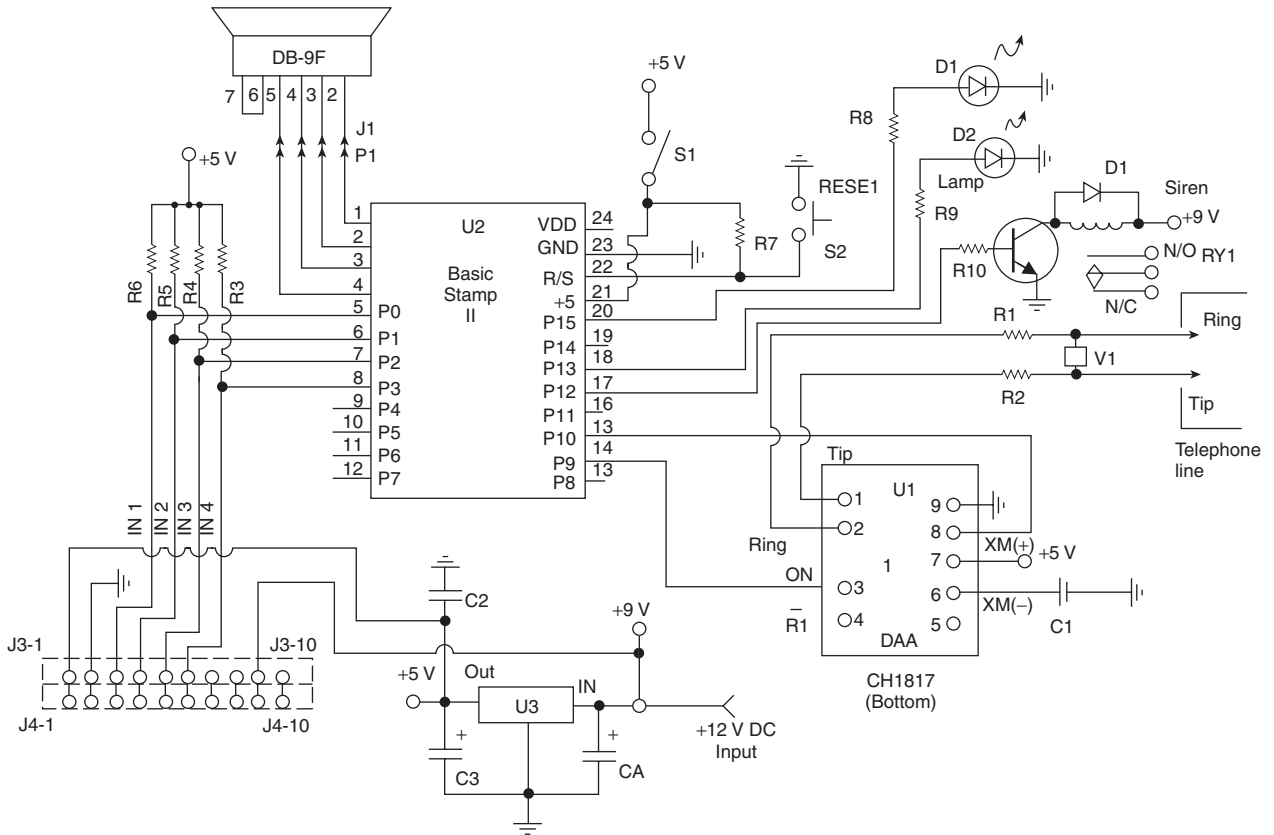 DB-9F
7 6 5 4 3 2
J1
P1
+5 V
R6 R5 R4 R3
1
2
3
4
5
6
7
8
9
10
11
12
U2
Basic
Stamp
II
P0
P1
P2
P3
P4
P5
P6
P7
VDD 24
GND 23
R/S 22
+5 21
P15 20
P14 19
P13 18
P12 17
P11 16
P10 13
P9 14
P8 13
+5 V
S1
R7
RESE1
S2
D1
R8
D2
Lamp
R9
R10
D1
Siren
+9 V
N/O RY1
N/C
R1
Ring
V1
R2
Tip
Telephone
line
Tip
U1
1
2
3
4
9
8
7
6
5
1
DAA
Ring
ON
R̅1
XM(+)
+5 V
XM(−)
C1
CH1817
(Bottom)
IN 1 IN 2 IN 3 IN 4
J3-1 J3-10
J4-1 J4-10
C2
+9 V
+5 V
Out
IN
U3
+
C3
+
CA
+12 V DC
Input